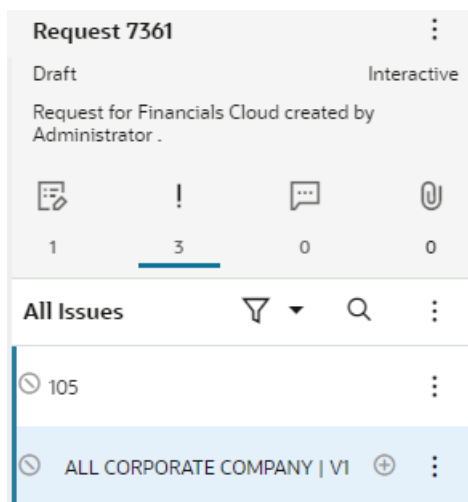 Request 7361
Draft Interactive
Request for Financials Cloud created by
Administrator .
1 3 0 0
All Issues
105
ALL CORPORATE COMPANY | V1